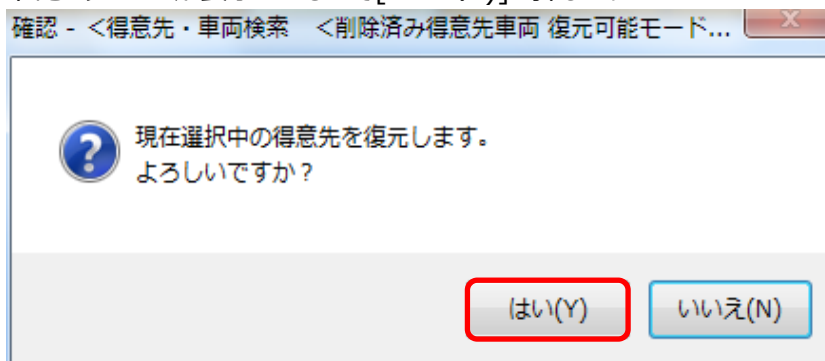 確認 - <得意先・車両検索　<削除済み得意先車両 復元可能モード...
現在選択中の得意先を復元します。
よろしいですか？
はい(Y)
いいえ(N)